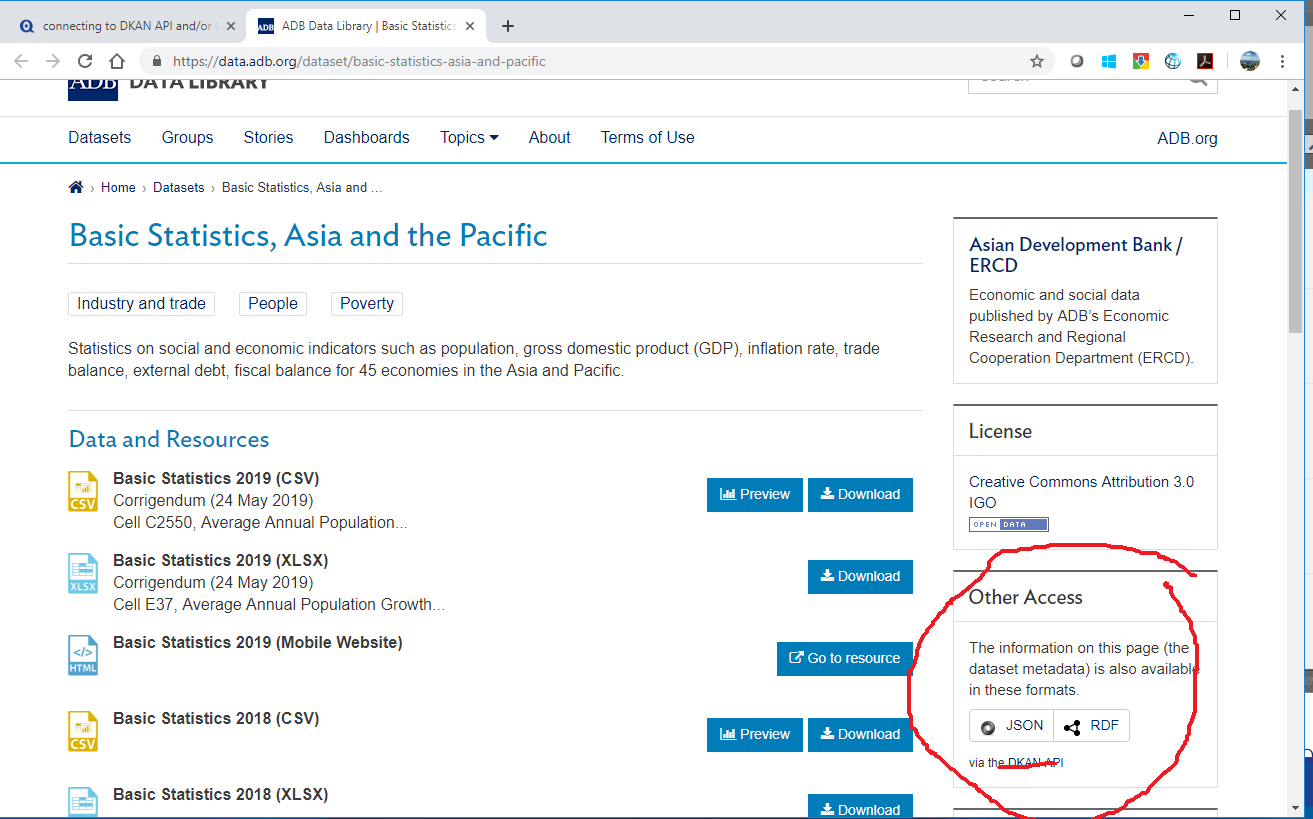 connecting to DKAN API and/or
ADB Data Library | Basic Statistics
https://data.adb.org/dataset/basic-statistics-asia-and-pacific
ADB DATA LIBRARY
Datasets Groups Stories Dashboards Topics About Terms of Use ADB.org
› Home › Datasets › Basic Statistics, Asia and ...
Basic Statistics, Asia and the Pacific
Industry and trade People Poverty
Statistics on social and economic indicators such as population, gross domestic product (GDP), inflation rate, trade
balance, external debt, fiscal balance for 45 economies in the Asia and Pacific.
Data and Resources
CSV
Basic Statistics 2019 (CSV)
Corrigendum (24 May 2019)
Cell C2550, Average Annual Population...
Preview Download
XLSX
Basic Statistics 2019 (XLSX)
Corrigendum (24 May 2019)
Cell E37, Average Annual Population Growth...
Download
HTML
Basic Statistics 2019 (Mobile Website)
Go to resource
CSV
Basic Statistics 2018 (CSV)
Preview Download
Basic Statistics 2018 (XLSX)
Download
Asian Development Bank /
ERCD
Economic and social data
published by ADB's Economic
Research and Regional
Cooperation Department (ERCD).
License
Creative Commons Attribution 3.0
IGO
OPEN DATA
Other Access
The information on this page (the
dataset metadata) is also available
in these formats.
JSON RDF
via the DKAN API